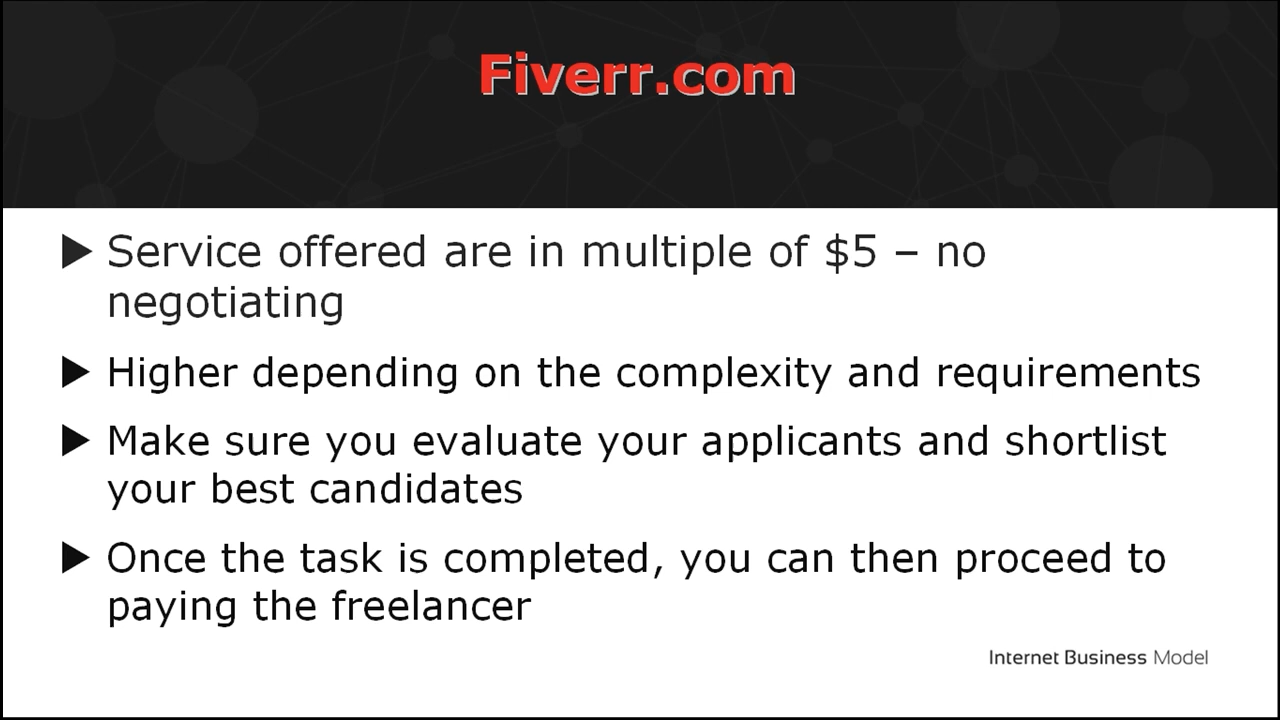 Fiverr.com
▶ Service offered are in multiple of $5 – no
negotiating
▶ Higher depending on the complexity and requirements
▶ Make sure you evaluate your applicants and shortlist
your best candidates
▶ Once the task is completed, you can then proceed to
paying the freelancer
Internet Business Model